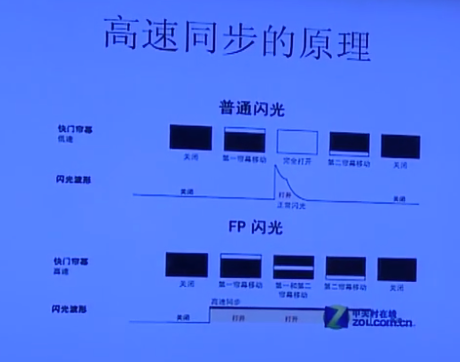 高速同步的原理
普通闪光
快门帘幕
低速
关闭 第一帘幕移动 完全打开 第二帘幕移动 关闭
闪光波形
关闭 打开 关闭
正常闪光
FP 闪光
快门帘幕
高速
关闭 第一帘幕移动 第一和第二 第二帘幕移动 关闭
帘幕移动
闪光波形
高速同步
关闭 打开 打开
中关村在线
zol.com.cn